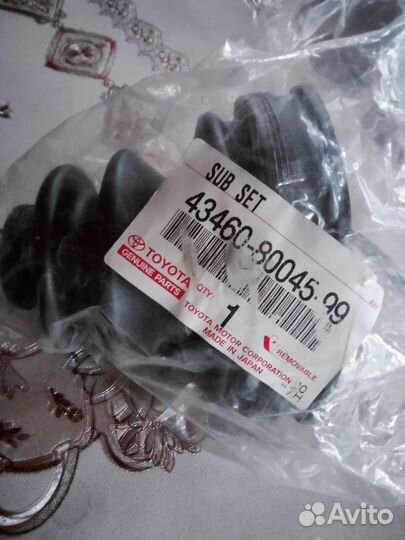 SUB SET
43460-80045-99
TOYOTA
GENUINE PARTS
QTY:
1
TOYOTA MOTOR CORPORATION
MADE IN JAPAN
REMOVABLE
Avito